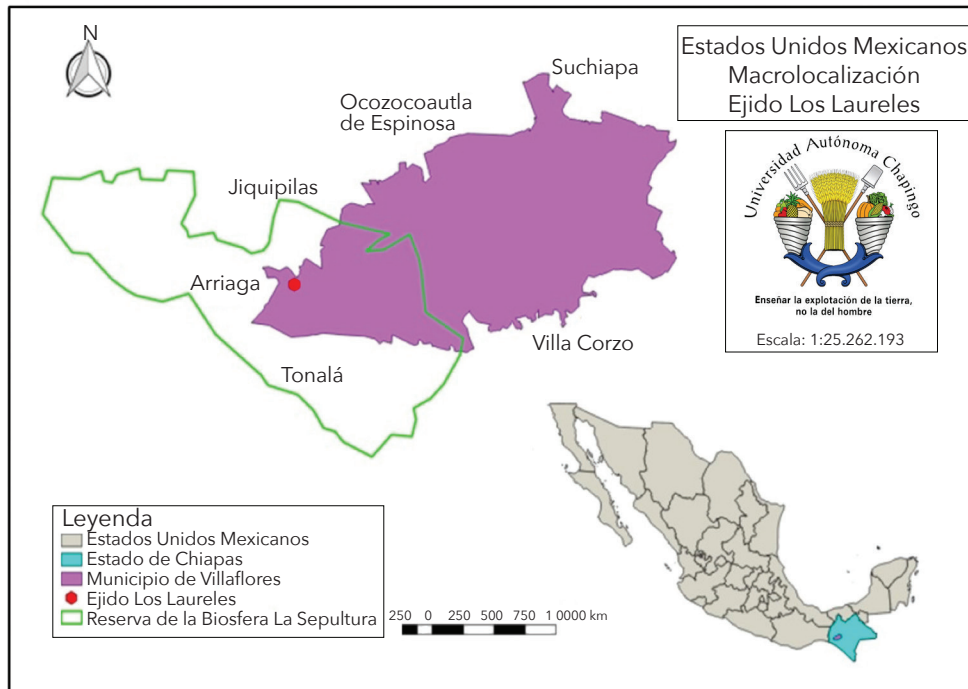 N
Estados Unidos Mexicanos
Macrolocalización
Ejido Los Laureles
Suchiapa
Ocozocoautla
de Espinosa
Jiquipilas
Arriaga
Tonalá
Villa Corzo
Universidad Autónoma Chapingo
Enseñar la explotación de la tierra,
no la del hombre
Escala: 1:25.262.193
Leyenda
Estados Unidos Mexicanos
Estado de Chiapas
Municipio de Villaflores
Ejido Los Laureles
Reserva de la Biosfera La Sepultura
250 0 250 500 750 1 0000 km